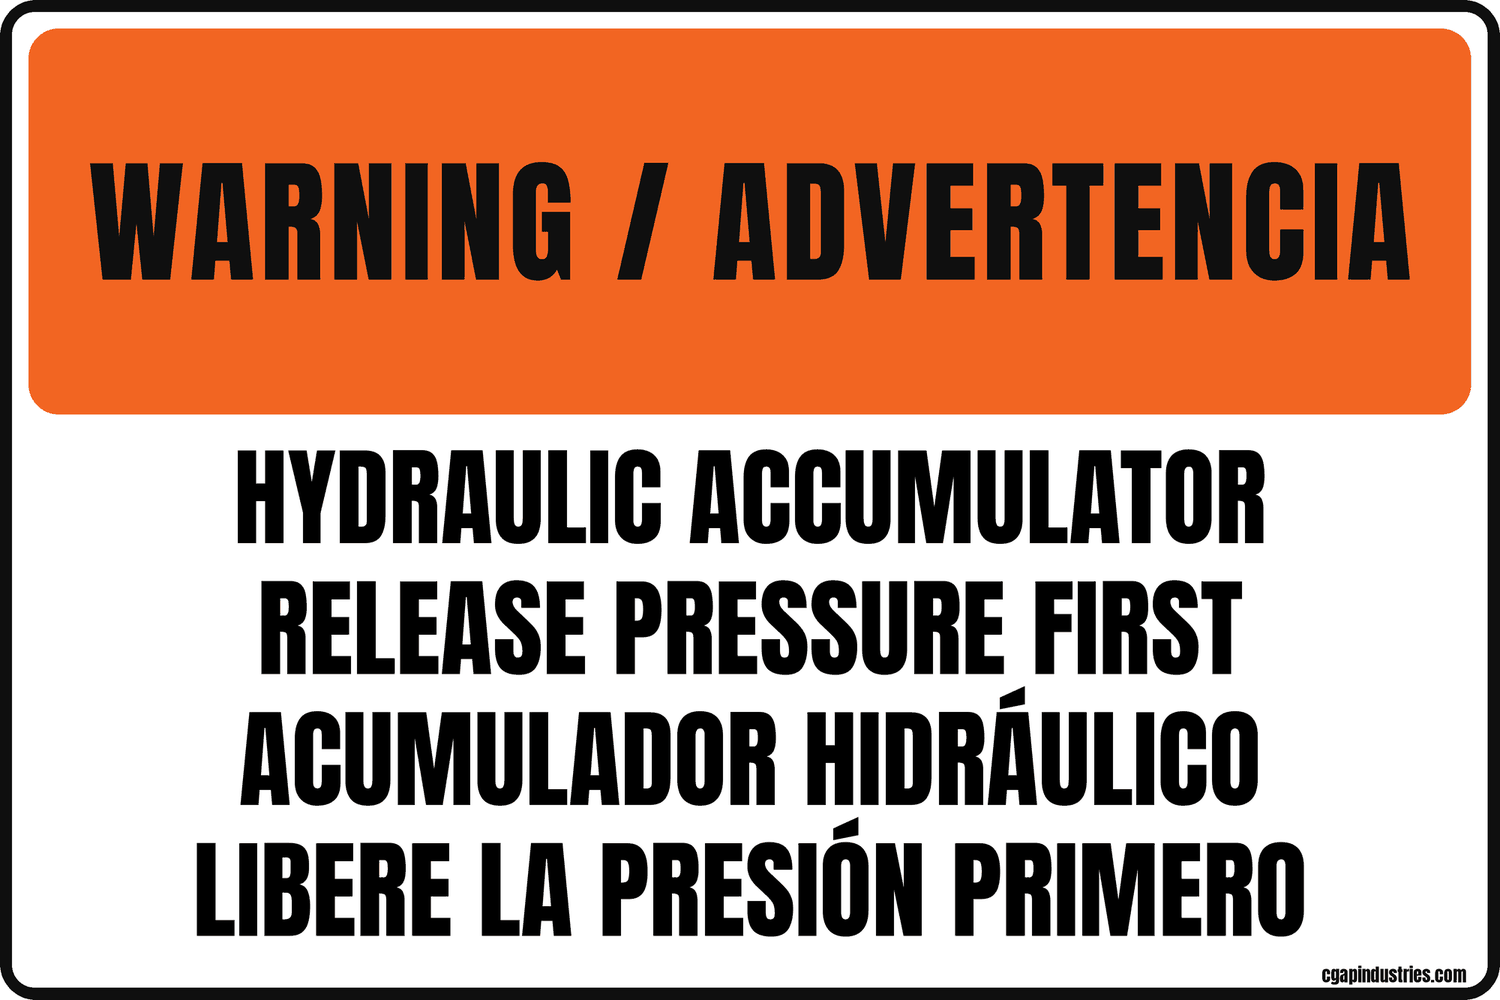 WARNING / ADVERTENCIA
HYDRAULIC ACCUMULATOR
RELEASE PRESSURE FIRST
ACUMULADOR HIDRÁULICO
LIBERE LA PRESIÓN PRIMERO
cgapindustries.com